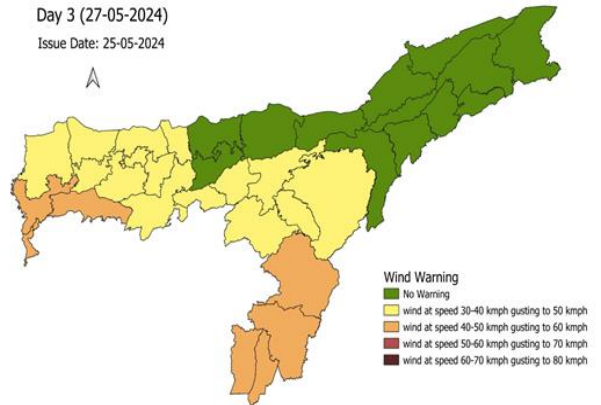 Day 3 (27-05-2024)
Issue Date: 25-05-2024
Wind Warning
No Warning
wind at speed 30-40 kmph gusting to 50 kmph
wind at speed 40-50 kmph gusting to 60 kmph
wind at speed 50-60 kmph gusting to 70 kmph
wind at speed 60-70 kmph gusting to 80 kmph